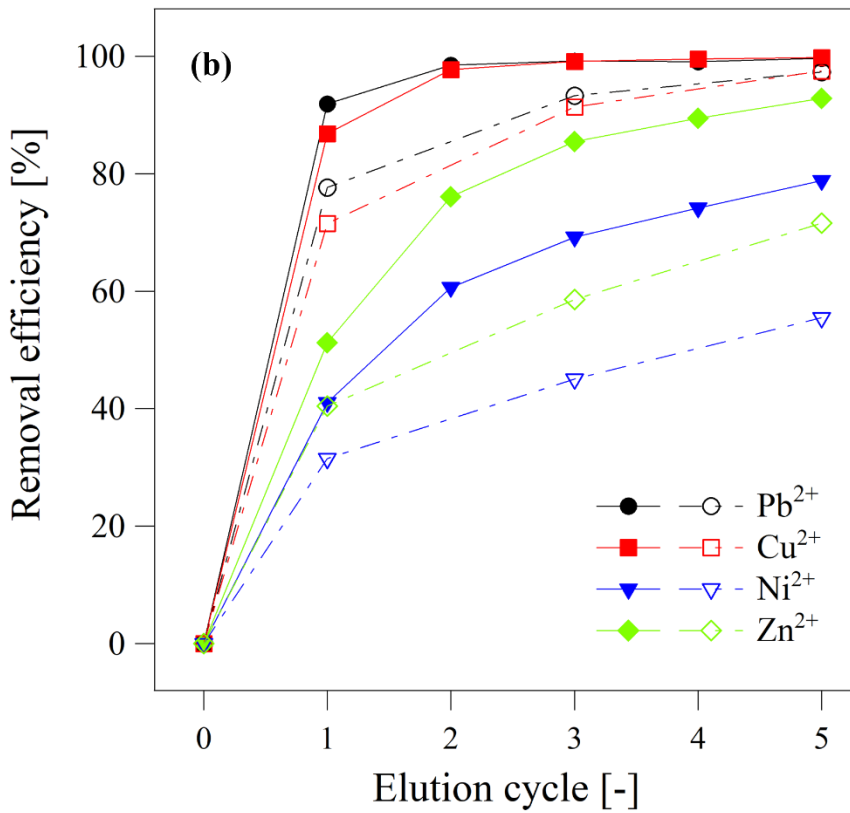 (b)
Removal efficiency [%]
100
80
60
40
20
0
Pb²⁺
Cu²⁺
Ni²⁺
Zn²⁺
0 1 2 3 4 5
Elution cycle [-]